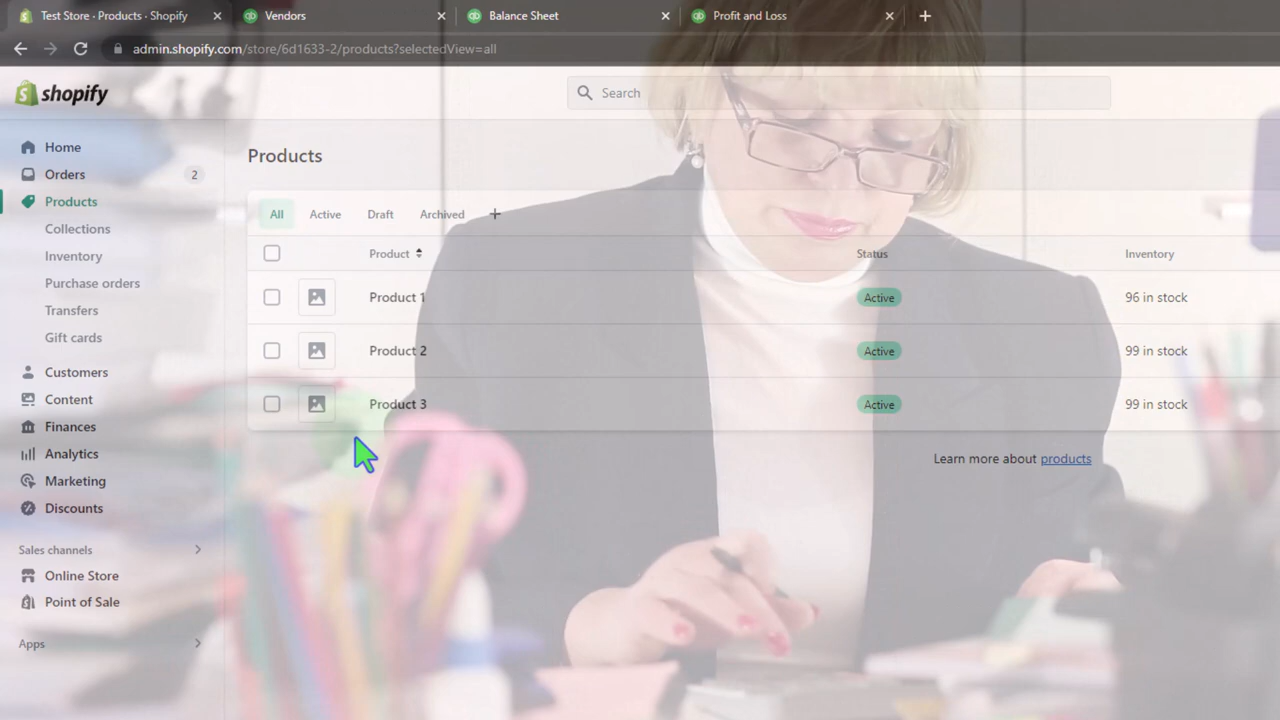 Test Store · Products · Shopify
Vendors
Balance Sheet
Profit and Loss
admin.shopify.com/store/6d1633-2/products?selectedView=all
shopify
Search
Home
Orders
2
Products
Collections
Inventory
Purchase orders
Transfers
Gift cards
Customers
Content
Finances
Analytics
Marketing
Discounts
Sales channels
Online Store
Point of Sale
Apps
Products
All
Active
Draft
Archived
Product
Status
Inventory
Product 1
Active
96 in stock
Product 2
Active
99 in stock
Product 3
Active
99 in stock
Learn more about products